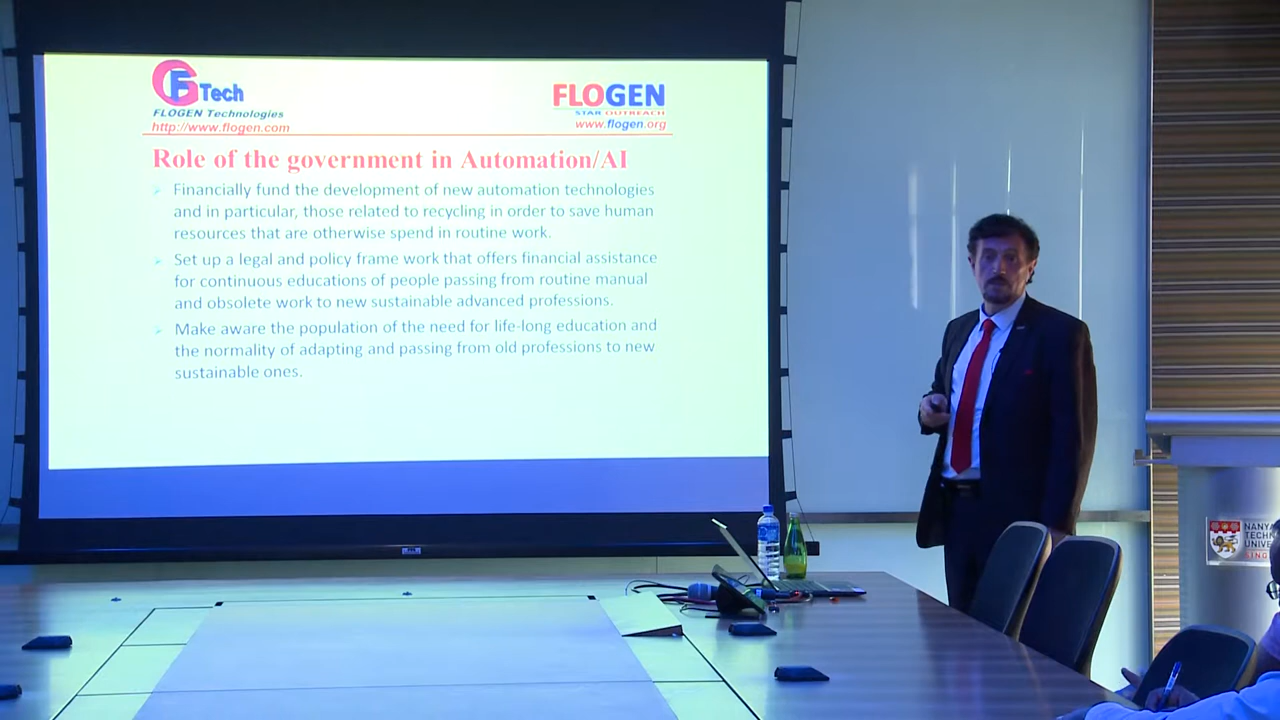 GF Tech
FLOGEN Technologies
http://www.flogen.com
FLOGEN
STAR OUTREACH
www.flogen.org
Role of the government in Automation/AI
Financially fund the development of new automation technologies
and in particular, those related to recycling in order to save human
resources that are otherwise spend in routine work.
Set up a legal and policy frame work that offers financial assistance
for continuous educations of people passing from routine manual
and obsolete work to new sustainable advanced professions.
Make aware the population of the need for life-long education and
the normality of adapting and passing from old professions to new
sustainable ones.
NANYA
TECHN
UNIVE
SING